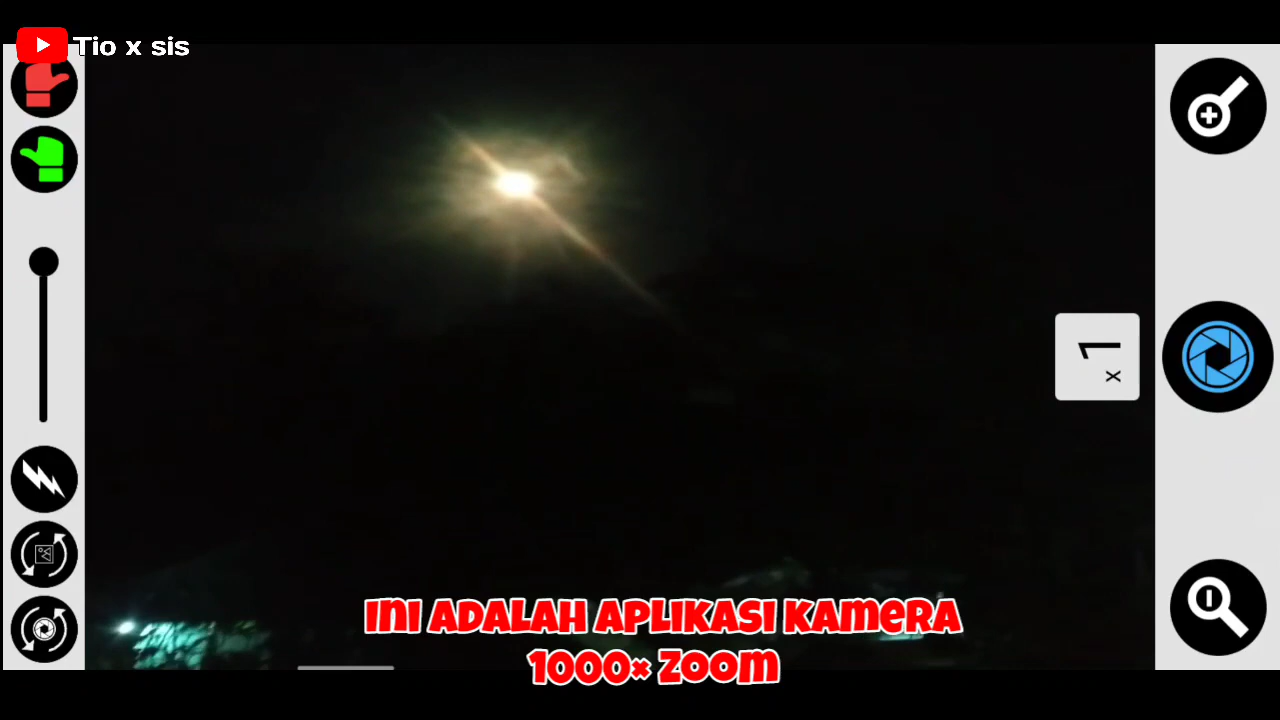 Tio x sis
x 1
ini adalah aplikasi kamera
1000× zoom